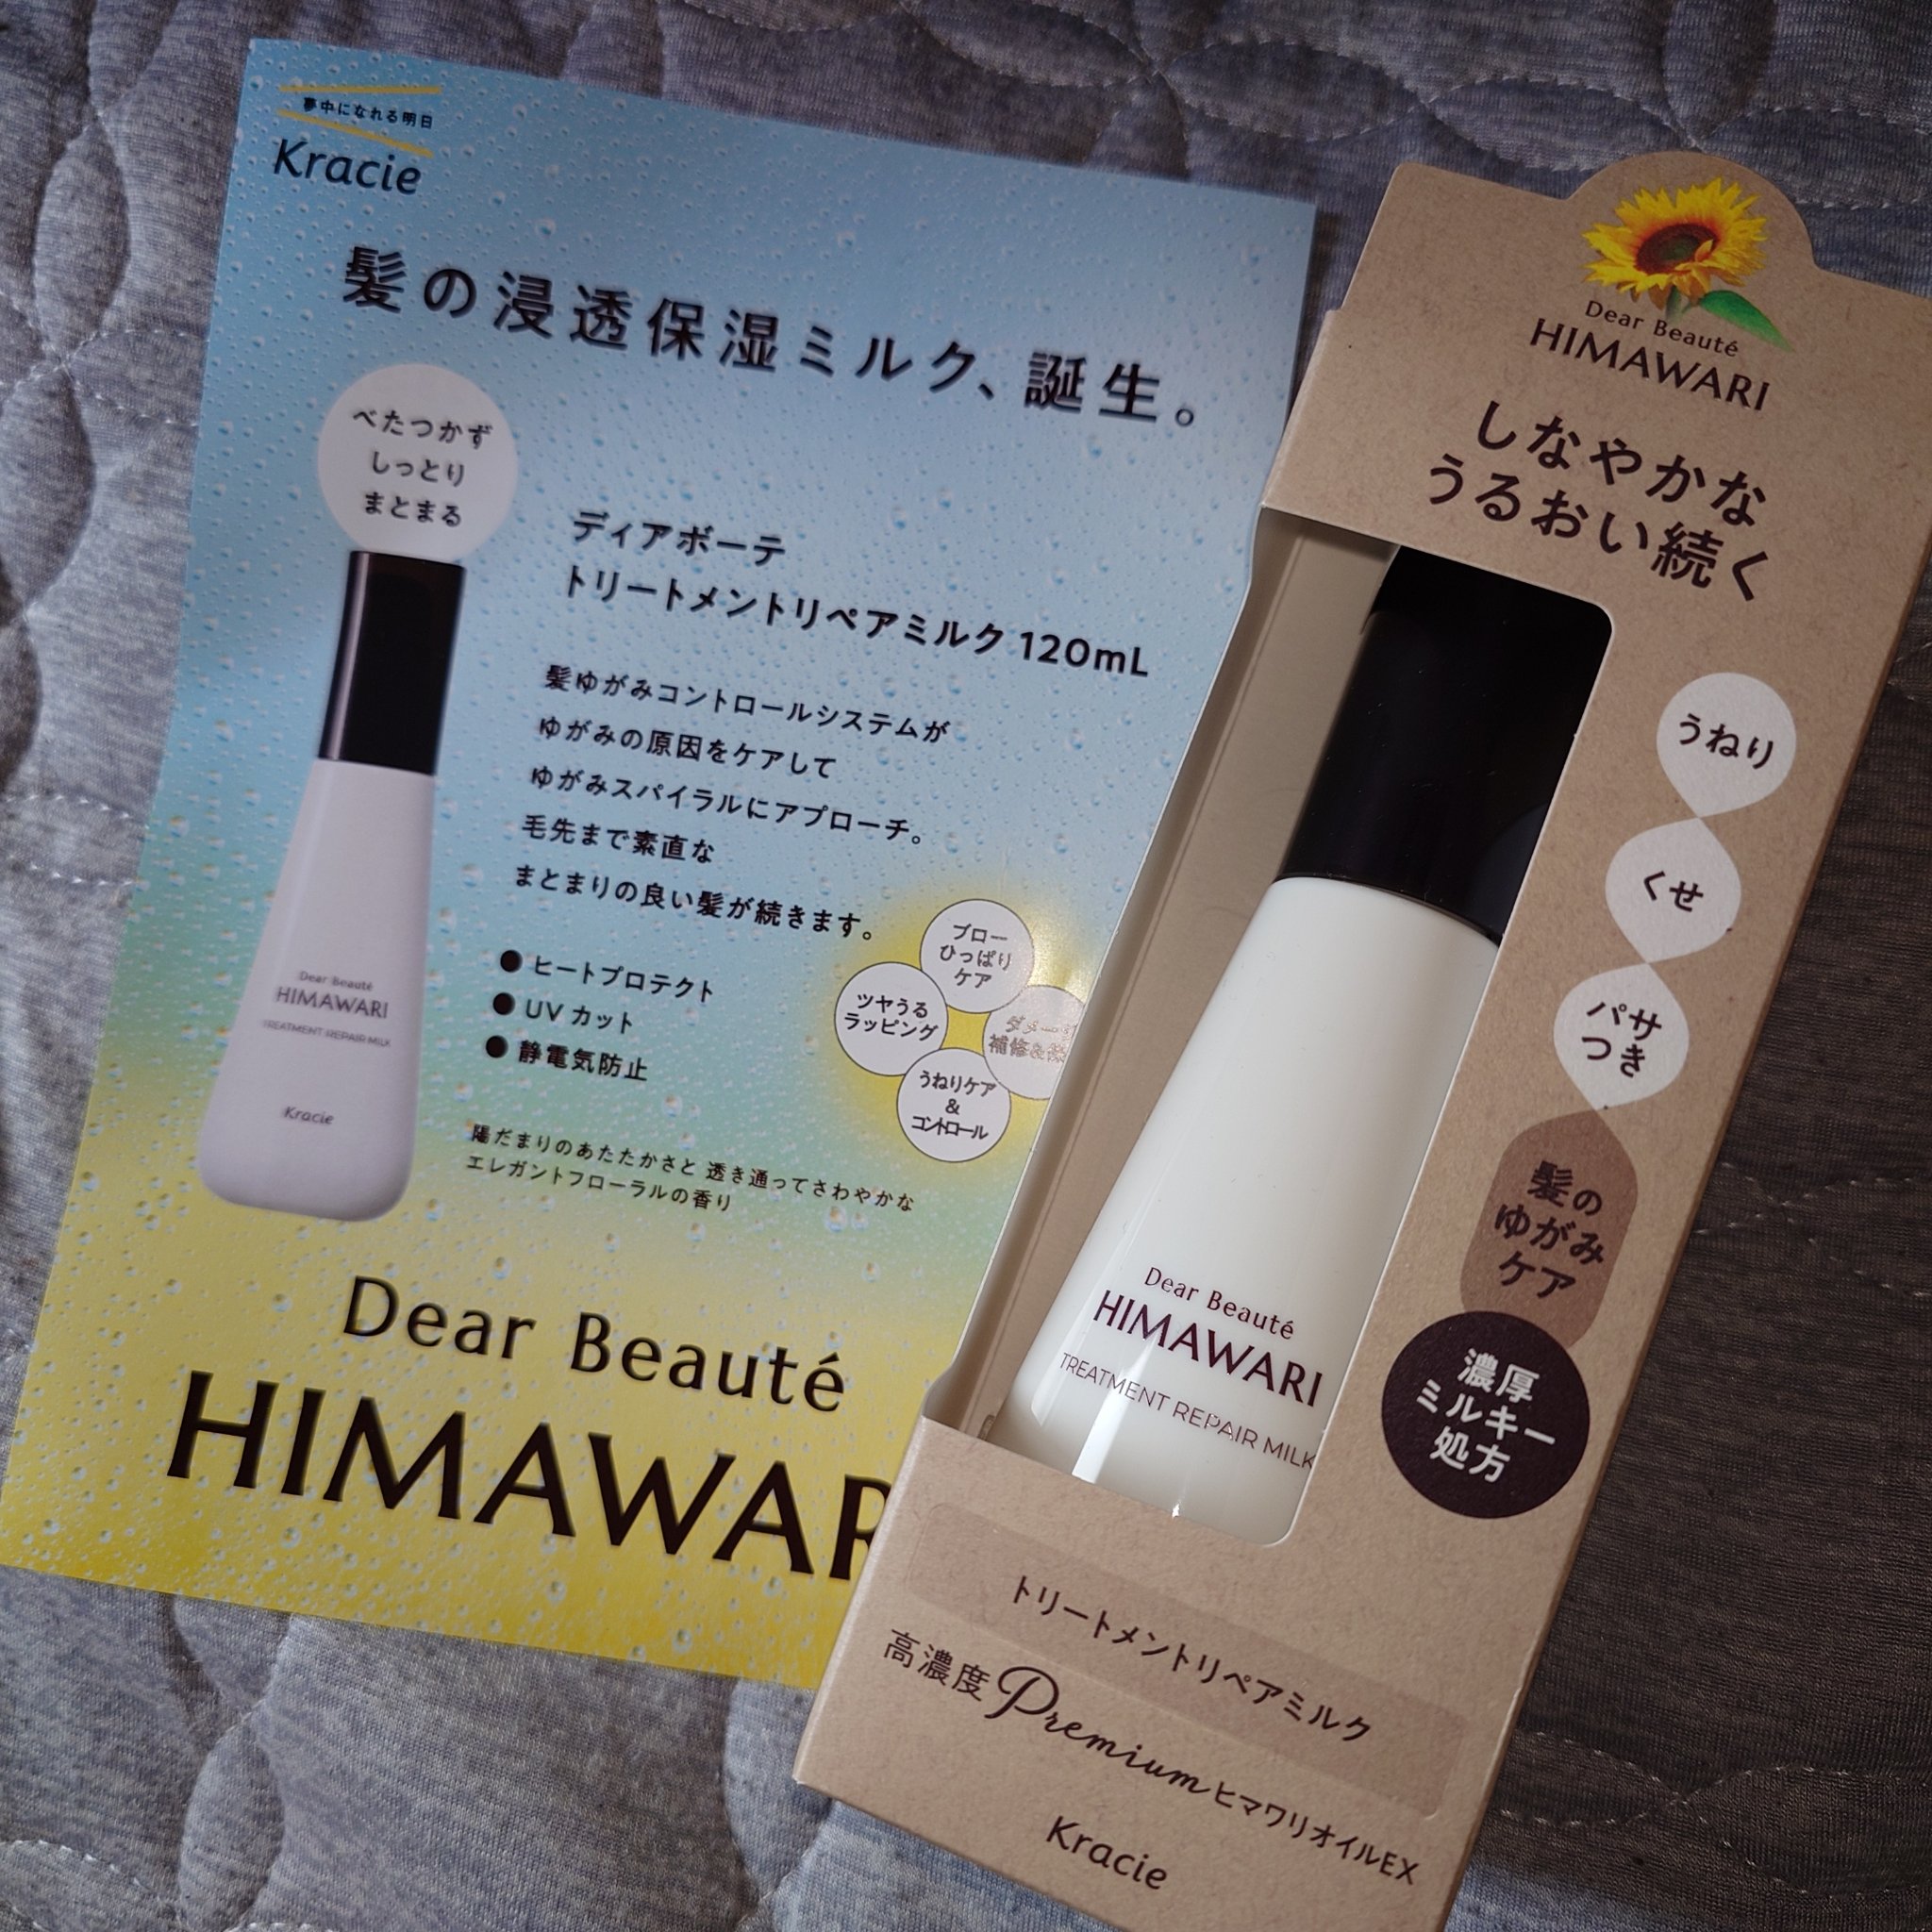 夢中になれる明日
Kracie
髪の浸透保湿ミルク、誕生。
べたつかず
しっとり
まとまる
ディアボーテ
トリートメントリペアミルク 120mL
髪ゆがみコントロールシステムが
ゆがみの原因をケアして
ゆがみスパイラルにアプローチ。
毛先まで素直な
まとまりの良い髪が続きます。
● ヒートプロテクト
● UV カット
● 静電気防止
ブロー
ひっぱり
ケア
ツヤうる
ラッピング
ダメージ
補修&
うねりケア
&
コントロール
陽だまりのあたたかさと 透き通ってさわやかな
エレガントフローラルの香り
Dear Beauté
HIMAWARI
TREATMENT REPAIR MILK
Kracie
Dear Beauté
HIMAWAR
Dear Beauté
HIMAWARI
しなやかな
うるおい続く
うねり
くせ
パサ
つき
髪の
ゆがみ
ケア
濃厚
ミルキー
処方
Dear Beauté
HIMAWARI
TREATMENT REPAIR MILK
トリートメントリペアミルク
高濃度Premiumヒマワリオイル EX
Kracie